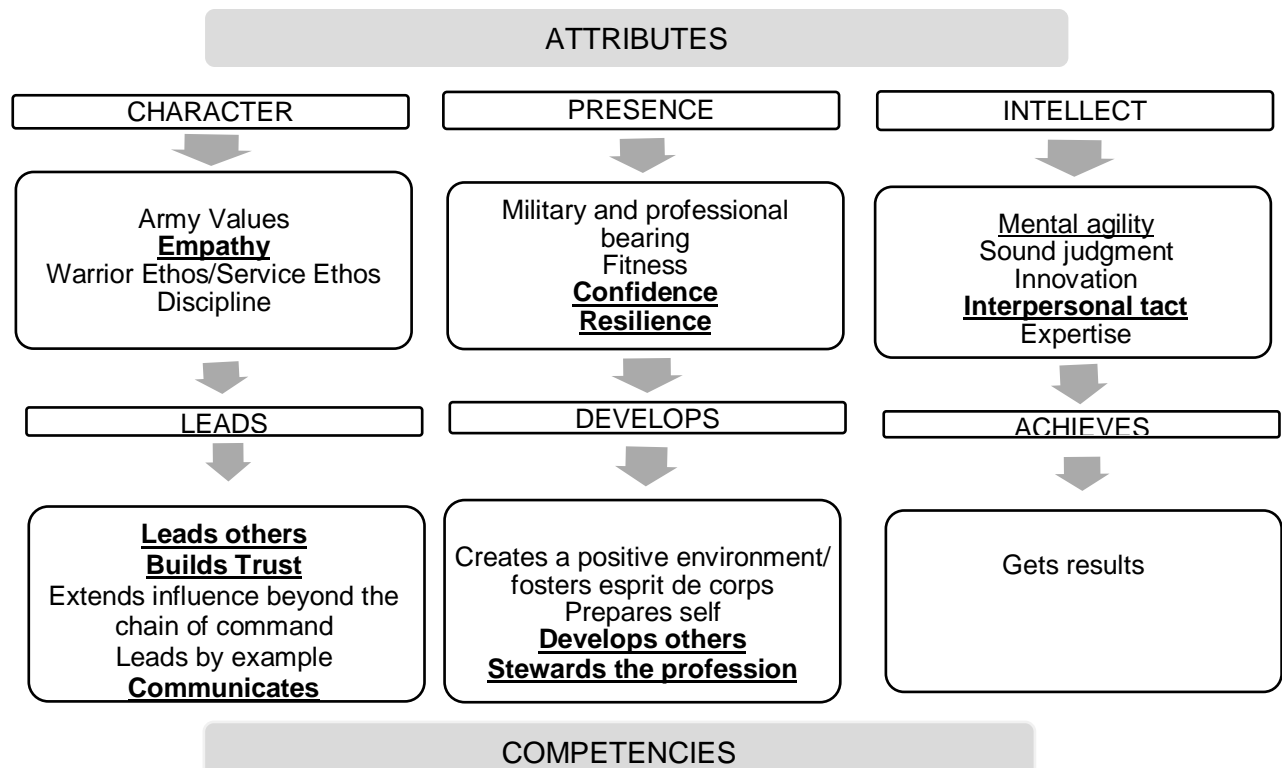 ATTRIBUTES
CHARACTER
PRESENCE
INTELLECT
Army Values
Empathy
Warrior Ethos/Service Ethos
Discipline
Military and professional
bearing
Fitness
Confidence
Resilience
Mental agility
Sound judgment
Innovation
Interpersonal tact
Expertise
LEADS
DEVELOPS
ACHIEVES
Leads others
Builds Trust
Extends influence beyond the
chain of command
Leads by example
Communicates
Creates a positive environment/
fosters esprit de corps
Prepares self
Develops others
Stewards the profession
Gets results
COMPETENCIES